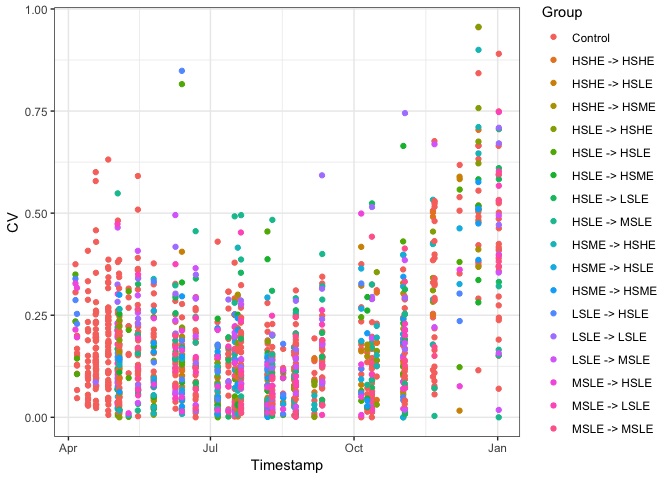 1.00
0.75
0.50
0.25
0.00
CV
Apr
Jul
Oct
Jan
Timestamp
Group
Control
HSHE -> HSHE
HSHE -> HSLE
HSHE -> HSME
HSLE -> HSHE
HSLE -> HSLE
HSLE -> HSME
HSLE -> LSLE
HSLE -> MSLE
HSME -> HSHE
HSME -> HSLE
HSME -> HSME
LSLE -> HSLE
LSLE -> LSLE
LSLE -> MSLE
MSLE -> HSLE
MSLE -> LSLE
MSLE -> MSLE